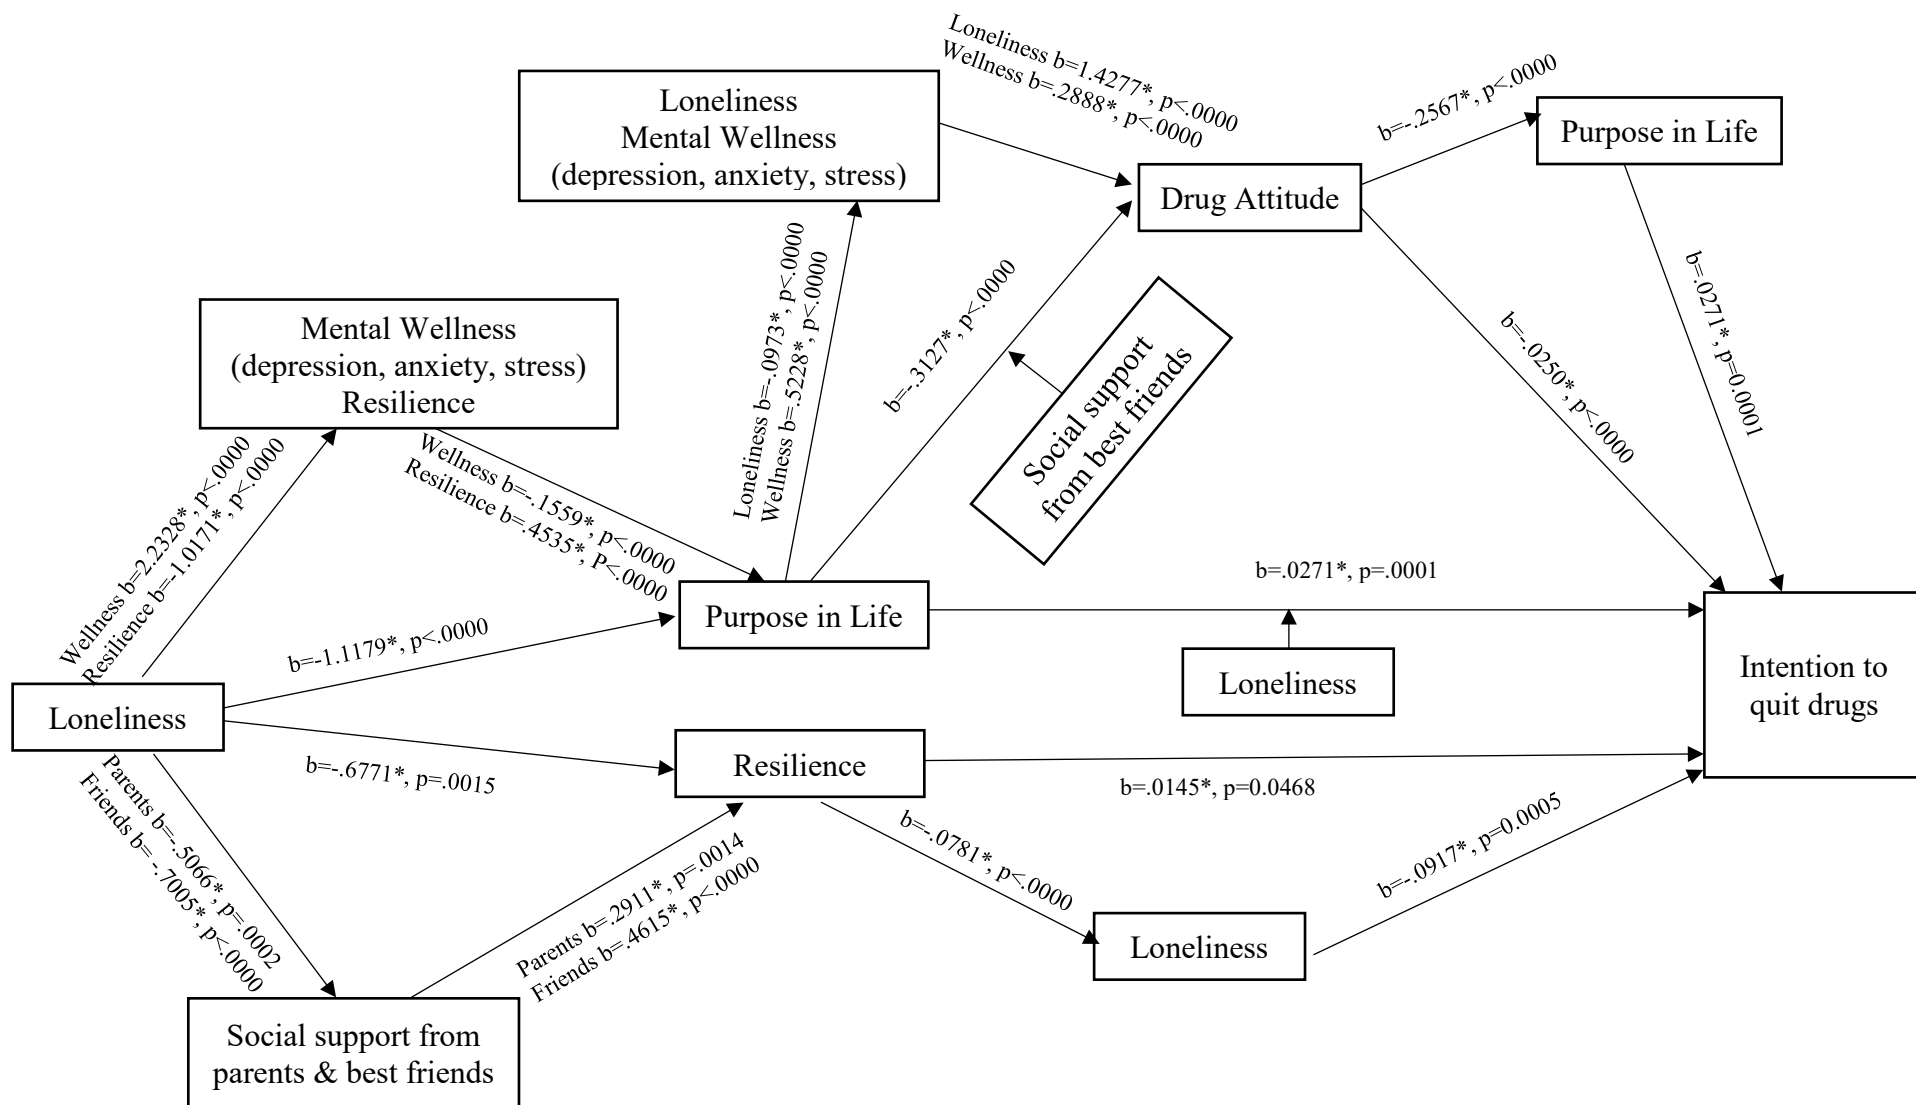 Loneliness b=1.4277*, p<.0000
Wellness b=.2888*, p<.0000
b=-.2567*, p<.0000
Loneliness
Mental Wellness
(depression, anxiety, stress)
Purpose in Life
Drug Attitude
Loneliness b=-.0973*, p<.0000
Wellness b=.5228*, p<.0000
b=-.3127*, p<.0000
Social support
from best friends
b=-.0250*, p<.0000
b=.0271*, p=0.0001
Mental Wellness
(depression, anxiety, stress)
Resilience
Wellness b=2.2328*, p<.0000
Resilience b=-1.0171*, p<.0000
Wellness b=-.1559*, p<.0000
Resilience b=.4535*, P<.0000
b=.0271*, p=.0001
Purpose in Life
b=-1.1179*, p<.0000
Loneliness
Intention to
quit drugs
Loneliness
b=-.6771*, p=.0015
Resilience
b=.0145*, p=0.0468
Parents b=-.5066*, p=.0002
Friends b= -.7005*, p<.0000
Parents b=.2911*, p=.0014
Friends b=.4615*, p<.0000
b=-.0781*, p<.0000
b=-.0917*, p=0.0005
Loneliness
Social support from
parents & best friends